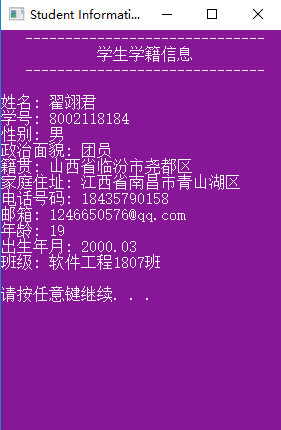 Student Informati...
------------------------------
学生学籍信息
------------------------------
姓名: 翟翊君
学号: 8002118184
性别: 男
政治面貌: 团员
籍贯: 山西省临汾市尧都区
家庭住址: 江西省南昌市青山湖区
电话号码: 18435790158
邮箱: 1246650576@qq.com
年龄: 19
出生年月: 2000.03
班级: 软件工程1807班
请按任意键继续. . .